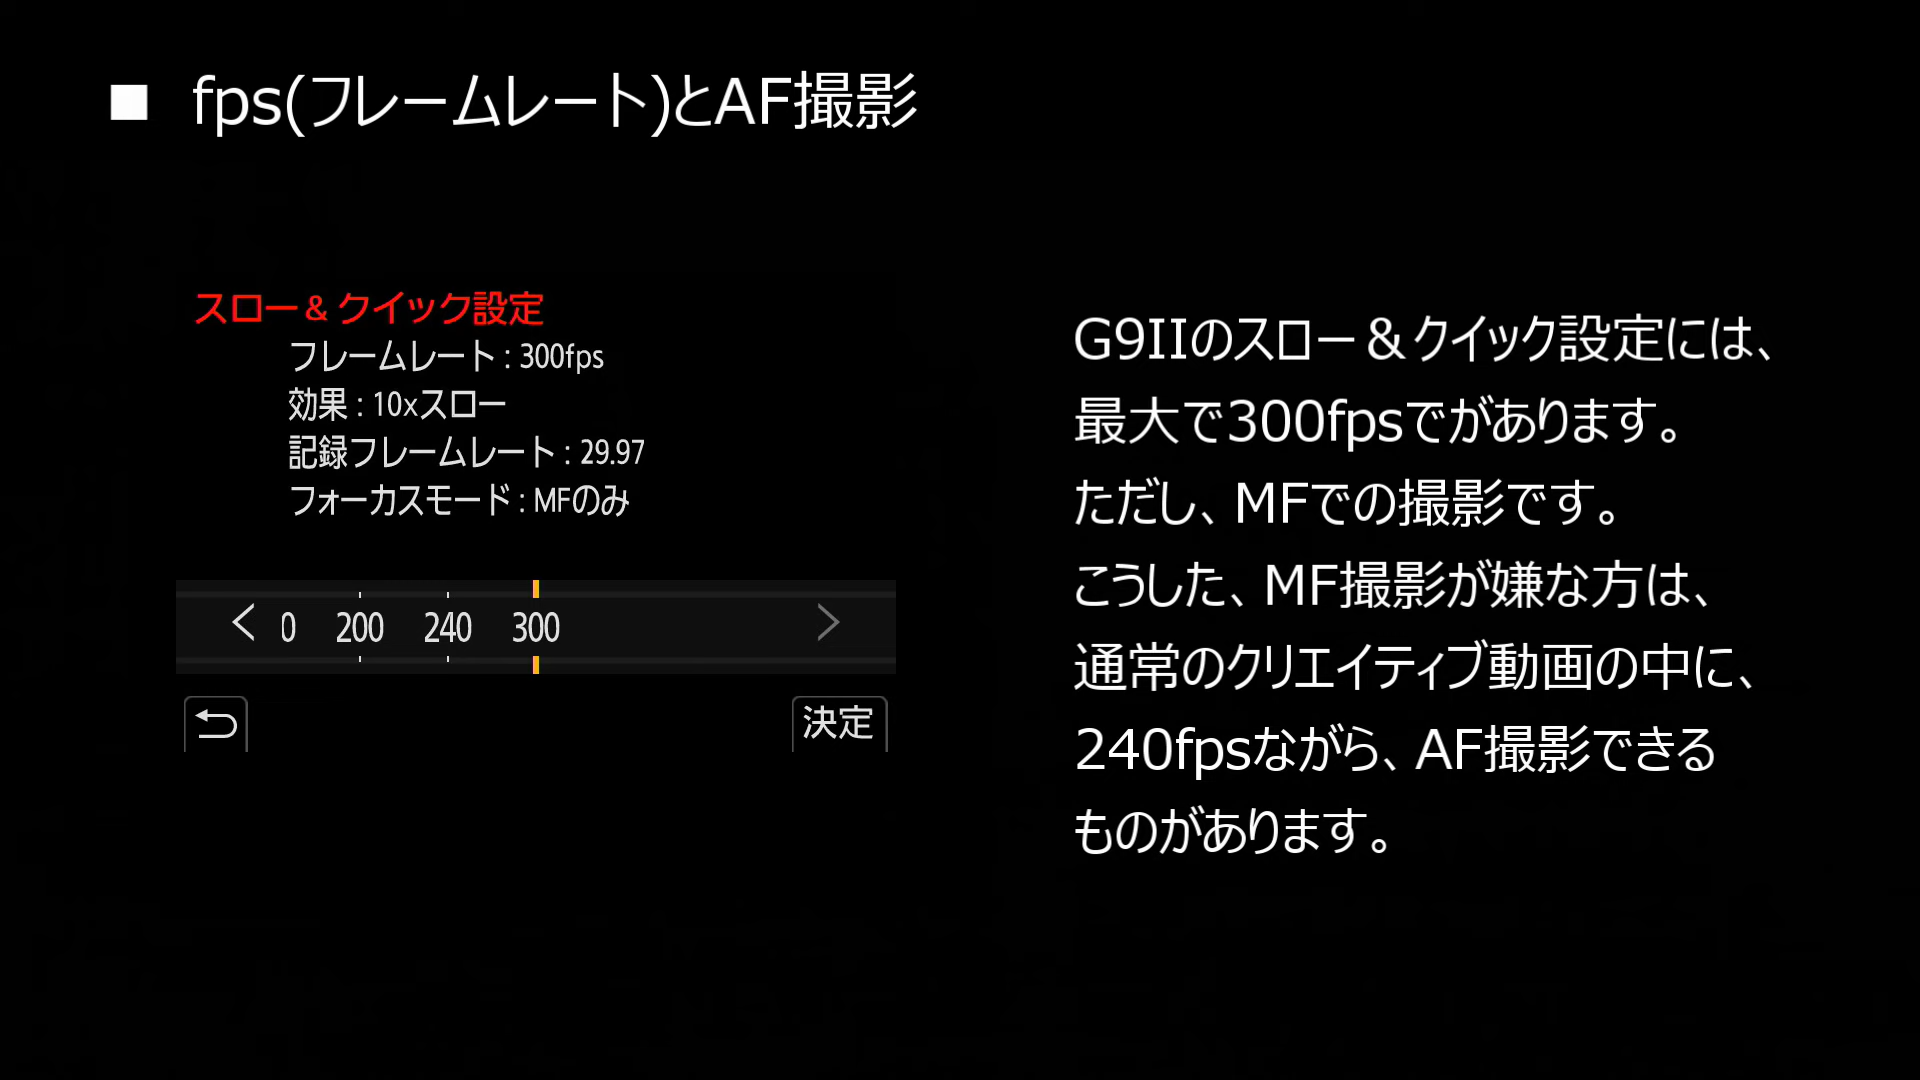 ■ fps(フレームレート)とAF撮影
スロー&クイック設定
フレームレート : 300fps
効果 : 10xスロー
記録フレームレート : 29.97
フォーカスモード : MFのみ
0 200 240 300
決定
G9IIのスロー＆クイック設定には、
最大で300fpsでがあります。
ただし、MFでの撮影です。
こうした、MF撮影が嫌な方は、
通常のクリエイティブ動画の中に、
240fpsながら、AF撮影できる
ものがあります。